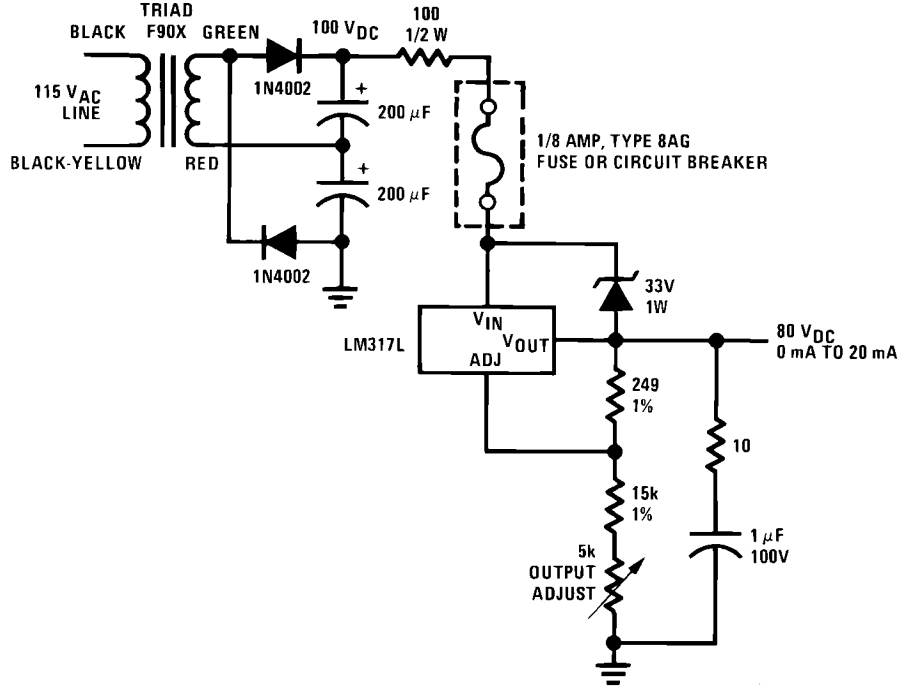 TRIAD
F90X
BLACK
GREEN
115 VAC
LINE
BLACK-YELLOW
RED
1N4002
1N4002
100 VDC
+
200 μF
+
200 μF
100
1/2 W
1/8 AMP, TYPE 8AG
FUSE OR CIRCUIT BREAKER
33V
1W
LM317L
VIN
VOUT
ADJ
80 VDC
0 mA TO 20 mA
249
1%
10
15k
1%
1 μF
100V
5k
OUTPUT
ADJUST